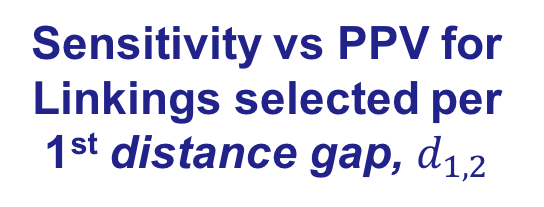 Sensitivity vs PPV for
Linkings selected per
1st distance gap, d1,2